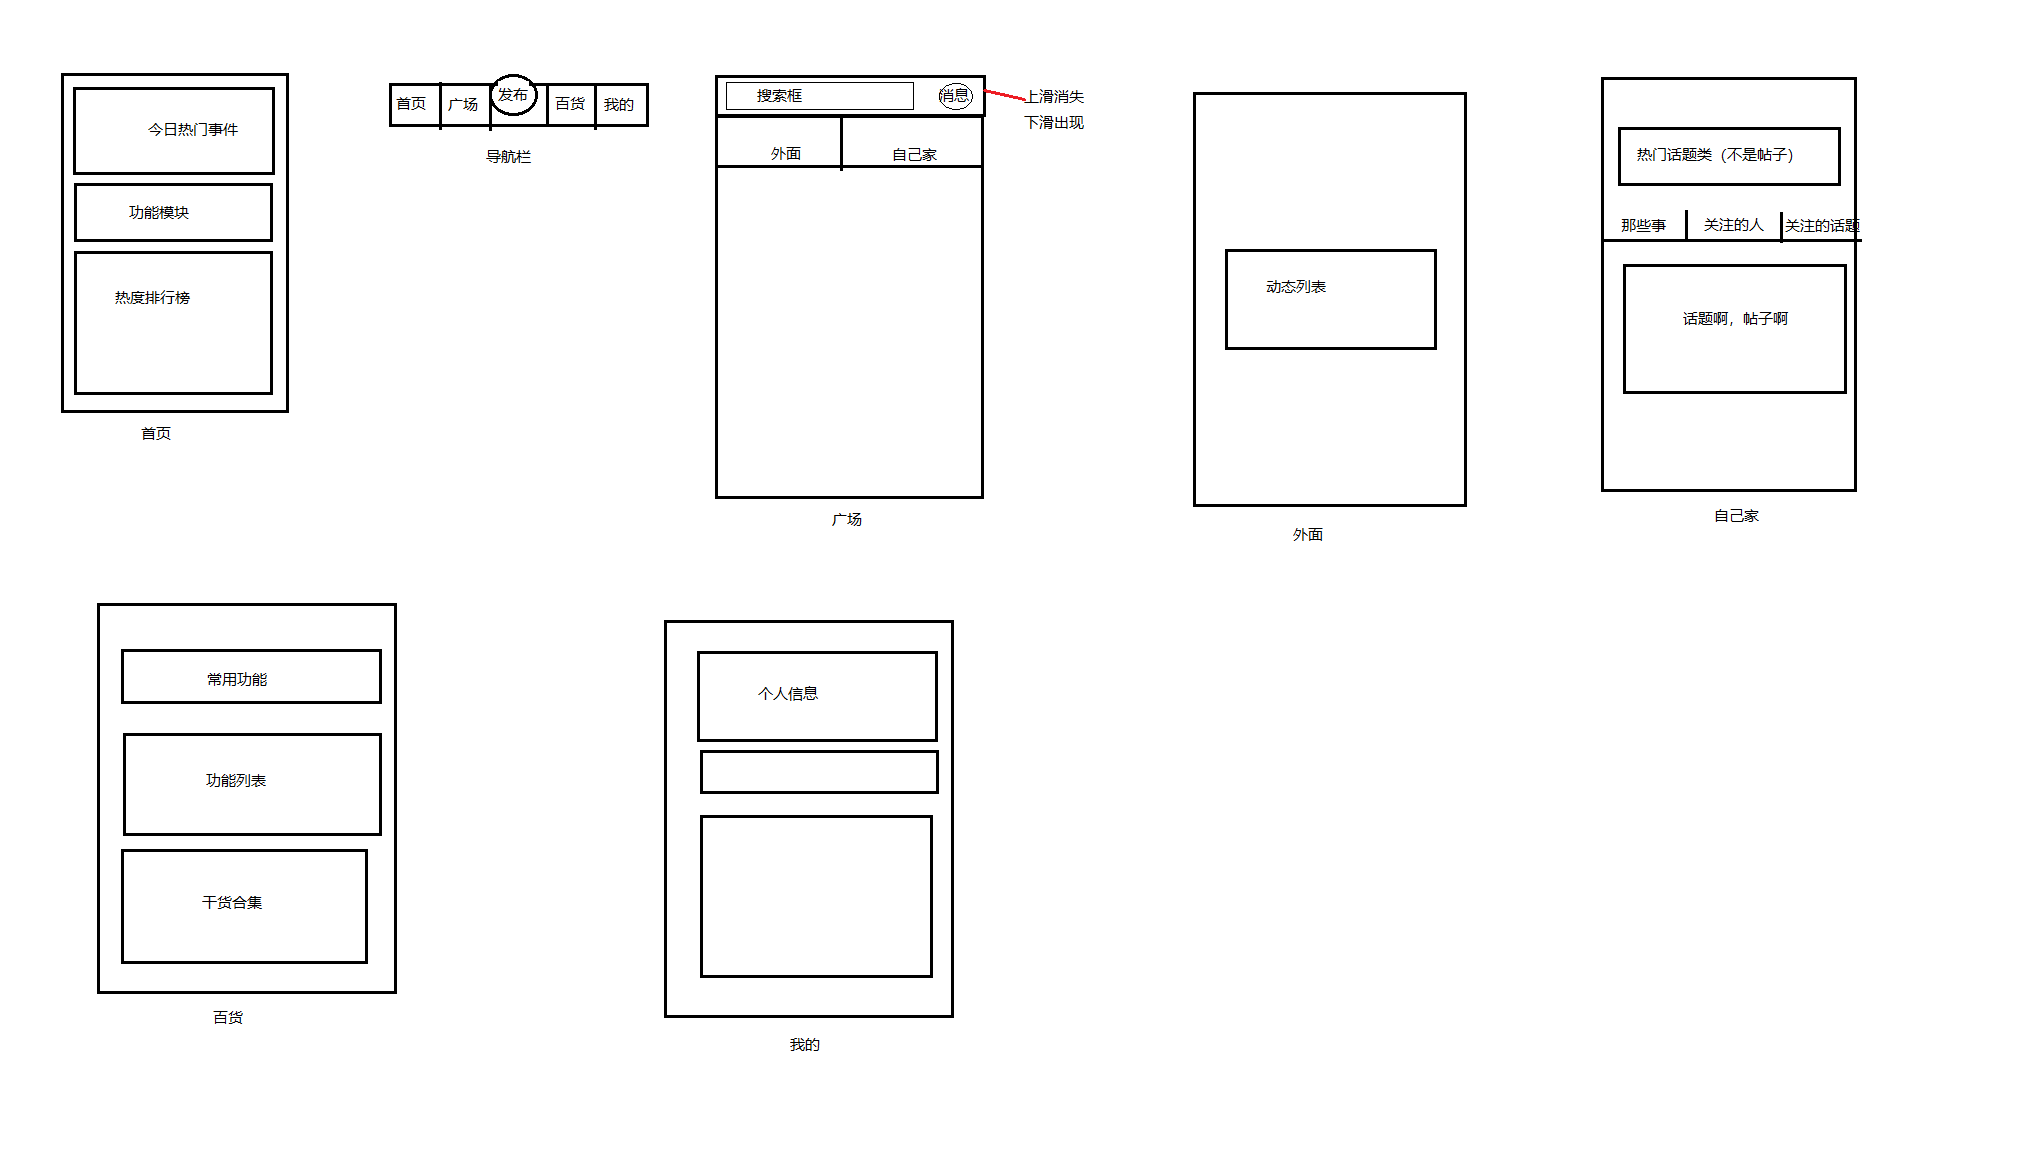 今日热门事件
功能模块
热度排行榜
首页
首页
广场
发布
百货
我的
导航栏
搜索框
消息
上滑消失
下滑出现
外面
自己家
广场
动态列表
外面
热门话题类（不是帖子）
那些事
关注的人
关注的话题
话题啊，帖子啊
自己家
常用功能
功能列表
干货合集
百货
个人信息
我的